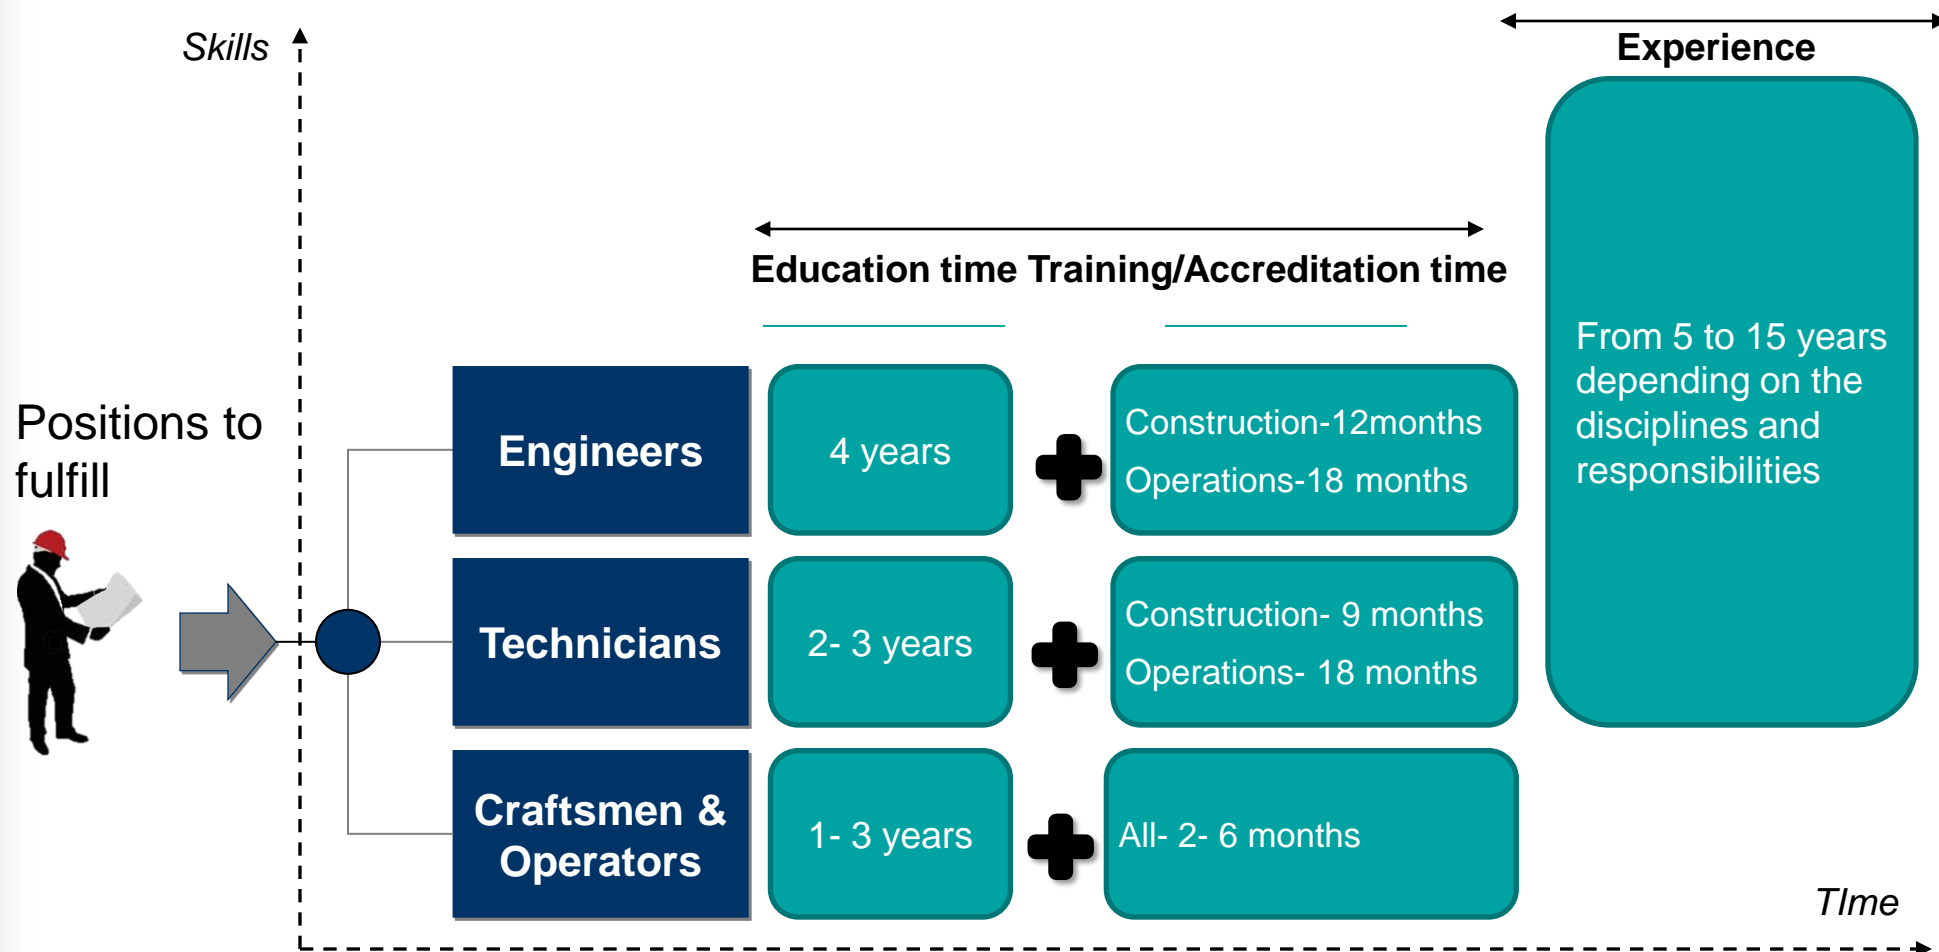 Skills
Experience
Education time Training/Accreditation time
From 5 to 15 years
depending on the
disciplines and
responsibilities
Positions to
fulfill
Engineers
4 years
Construction-12months
Operations-18 months
Technicians
2- 3 years
Construction- 9 months
Operations- 18 months
Craftsmen &
Operators
1- 3 years
All- 2- 6 months
TIme